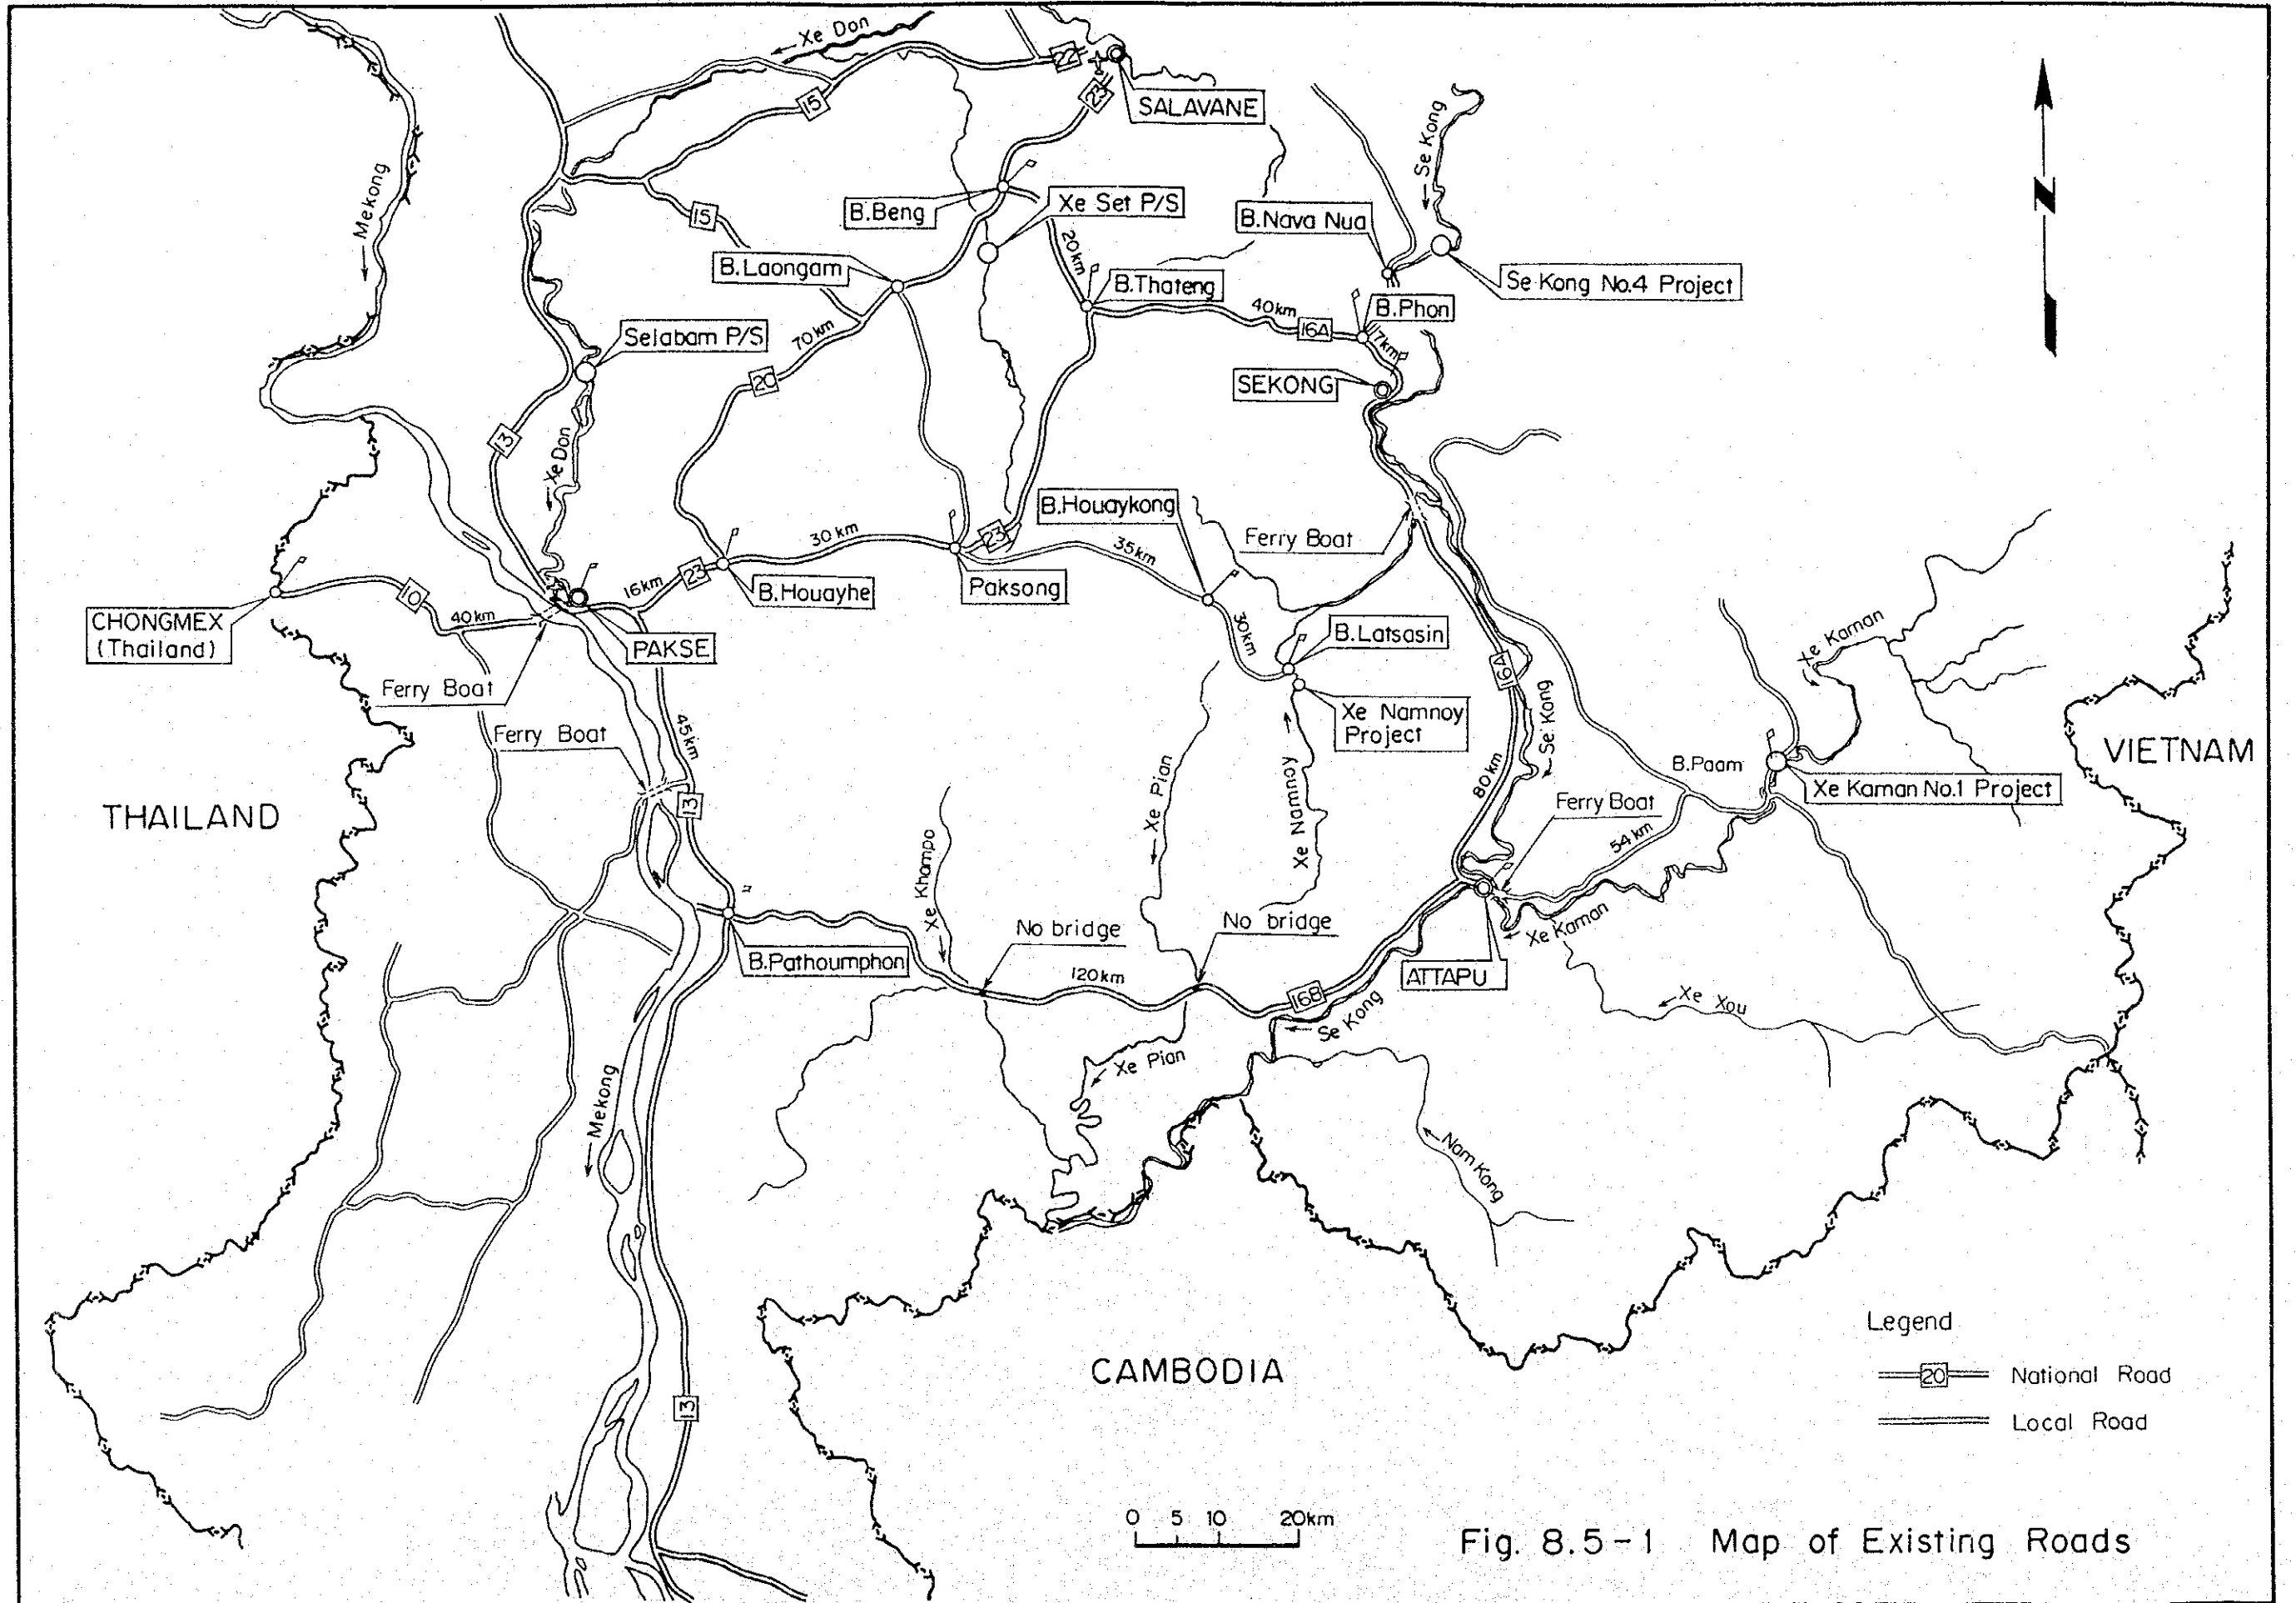 Xe Don
22
SALAVANE
23
15
Mekong
Se Kong
B.Beng
Xe Set P/S
15
B.Nava Nua
20km
B.Laongam
B.Thateng
Se Kong No.4 Project
40km
16A
B.Phon
17km
Selabam P/S
70km
20
SEKONG
13
Xe Don
B.Houaykong
Ferry Boat
30km
23
35km
16km
23
B.Houayhe
Paksong
CHONGMEX
(Thailand)
10
40km
PAKSE
30km
B.Latsasin
Xe Kaman
Ferry Boat
16A
Se Kong
Xe Namnoy
Project
Ferry Boat
45km
VIETNAM
THAILAND
13
Xe Pian
Xe Namnoy
80km
B.Paam
Xe Kaman No.1 Project
Ferry Boat
54km
Xe Khampo
No bridge
No bridge
Xe Kaman
B.Pathoumphon
120km
ATTAPU
16B
Se Kong
Xe Xou
Xe Pian
Mekong
Nam Kong
CAMBODIA
13
Legend
20 National Road
Local Road
0 5 10 20km
Fig. 8.5-1 Map of Existing Roads